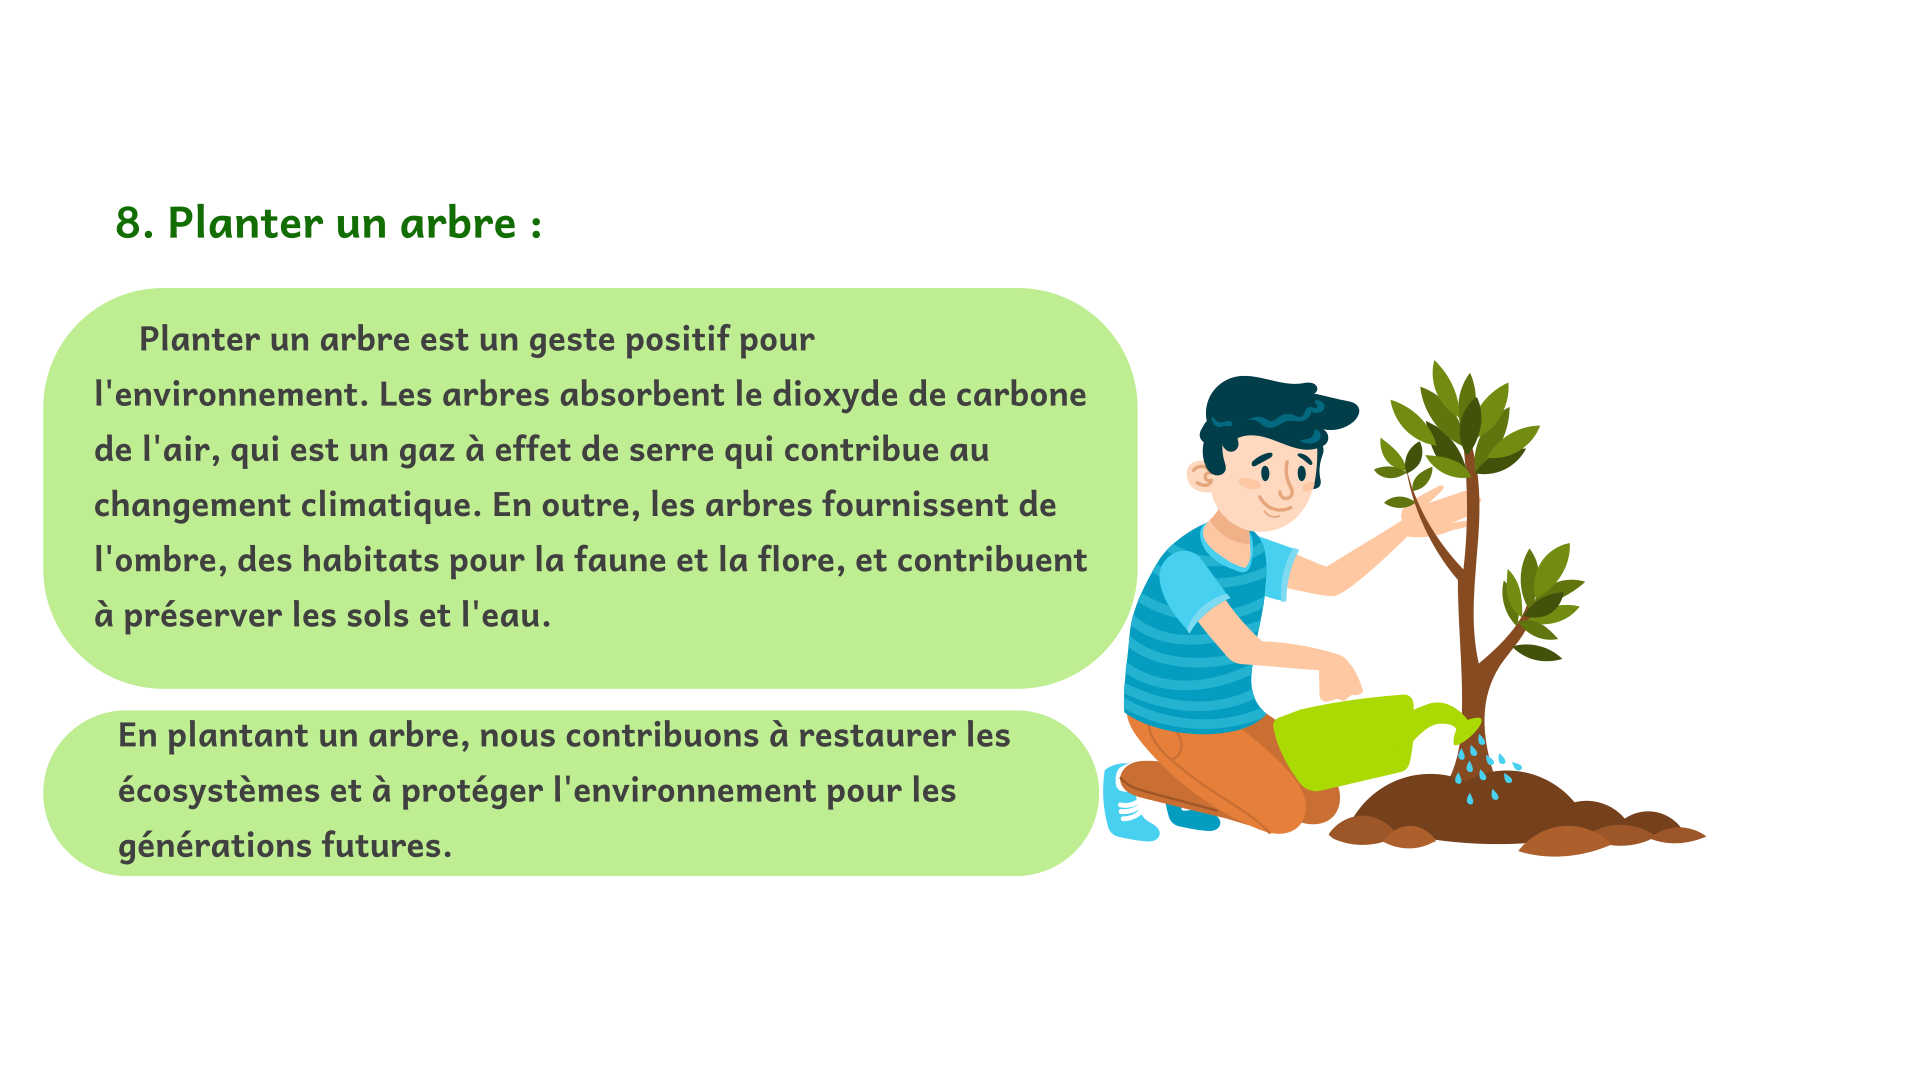 8. Planter un arbre :
Planter un arbre est un geste positif pour
l'environnement. Les arbres absorbent le dioxyde de carbone
de l'air, qui est un gaz à effet de serre qui contribue au
changement climatique. En outre, les arbres fournissent de
l'ombre, des habitats pour la faune et la flore, et contribuent
à préserver les sols et l'eau.
En plantant un arbre, nous contribuons à restaurer les
écosystèmes et à protéger l'environnement pour les
générations futures.